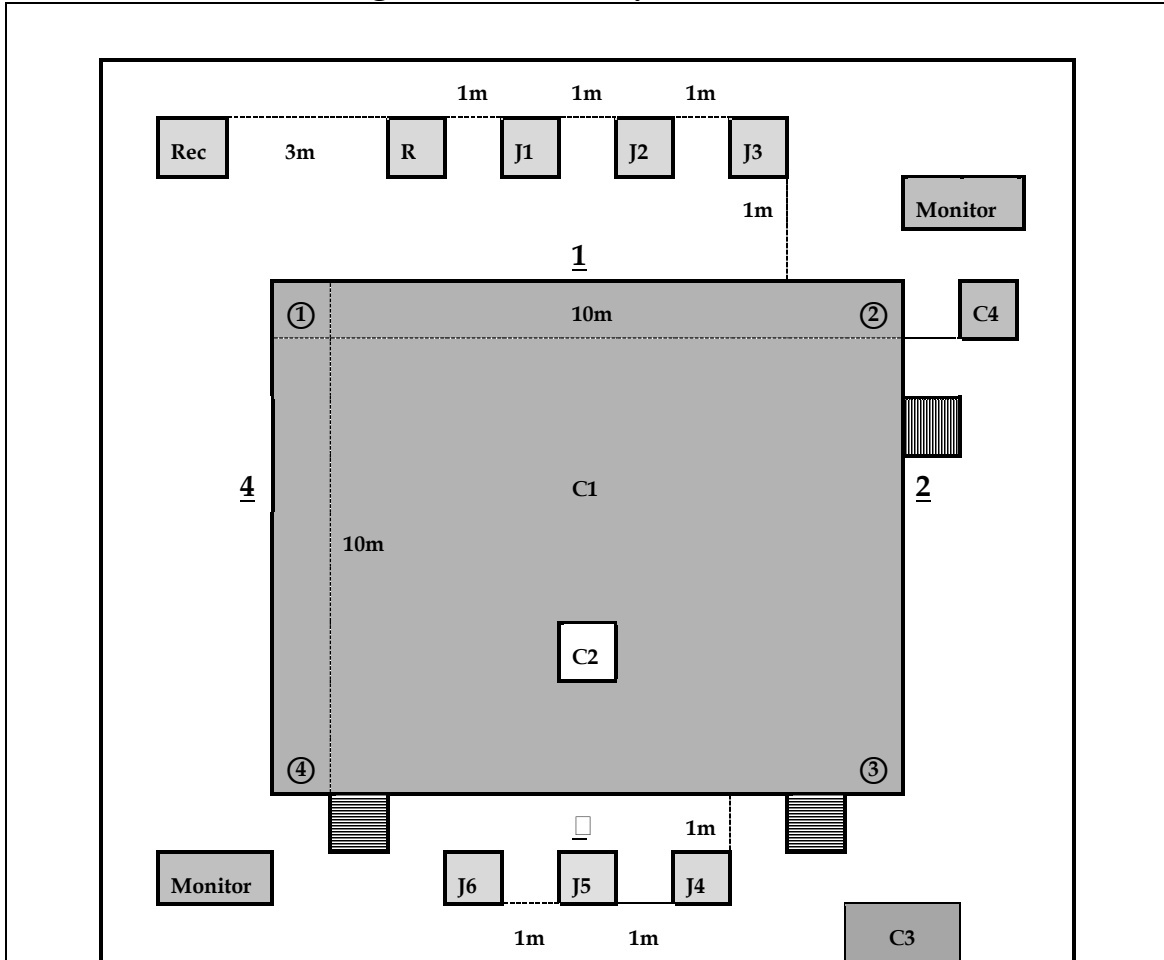 1m 1m 1m
Rec 3m R J1 J2 J3
1m Monitor
1
① 10m ② C4
4 C1 2
10m
C2
④ ③
1m
Monitor J6 J5 J4
1m 1m C3